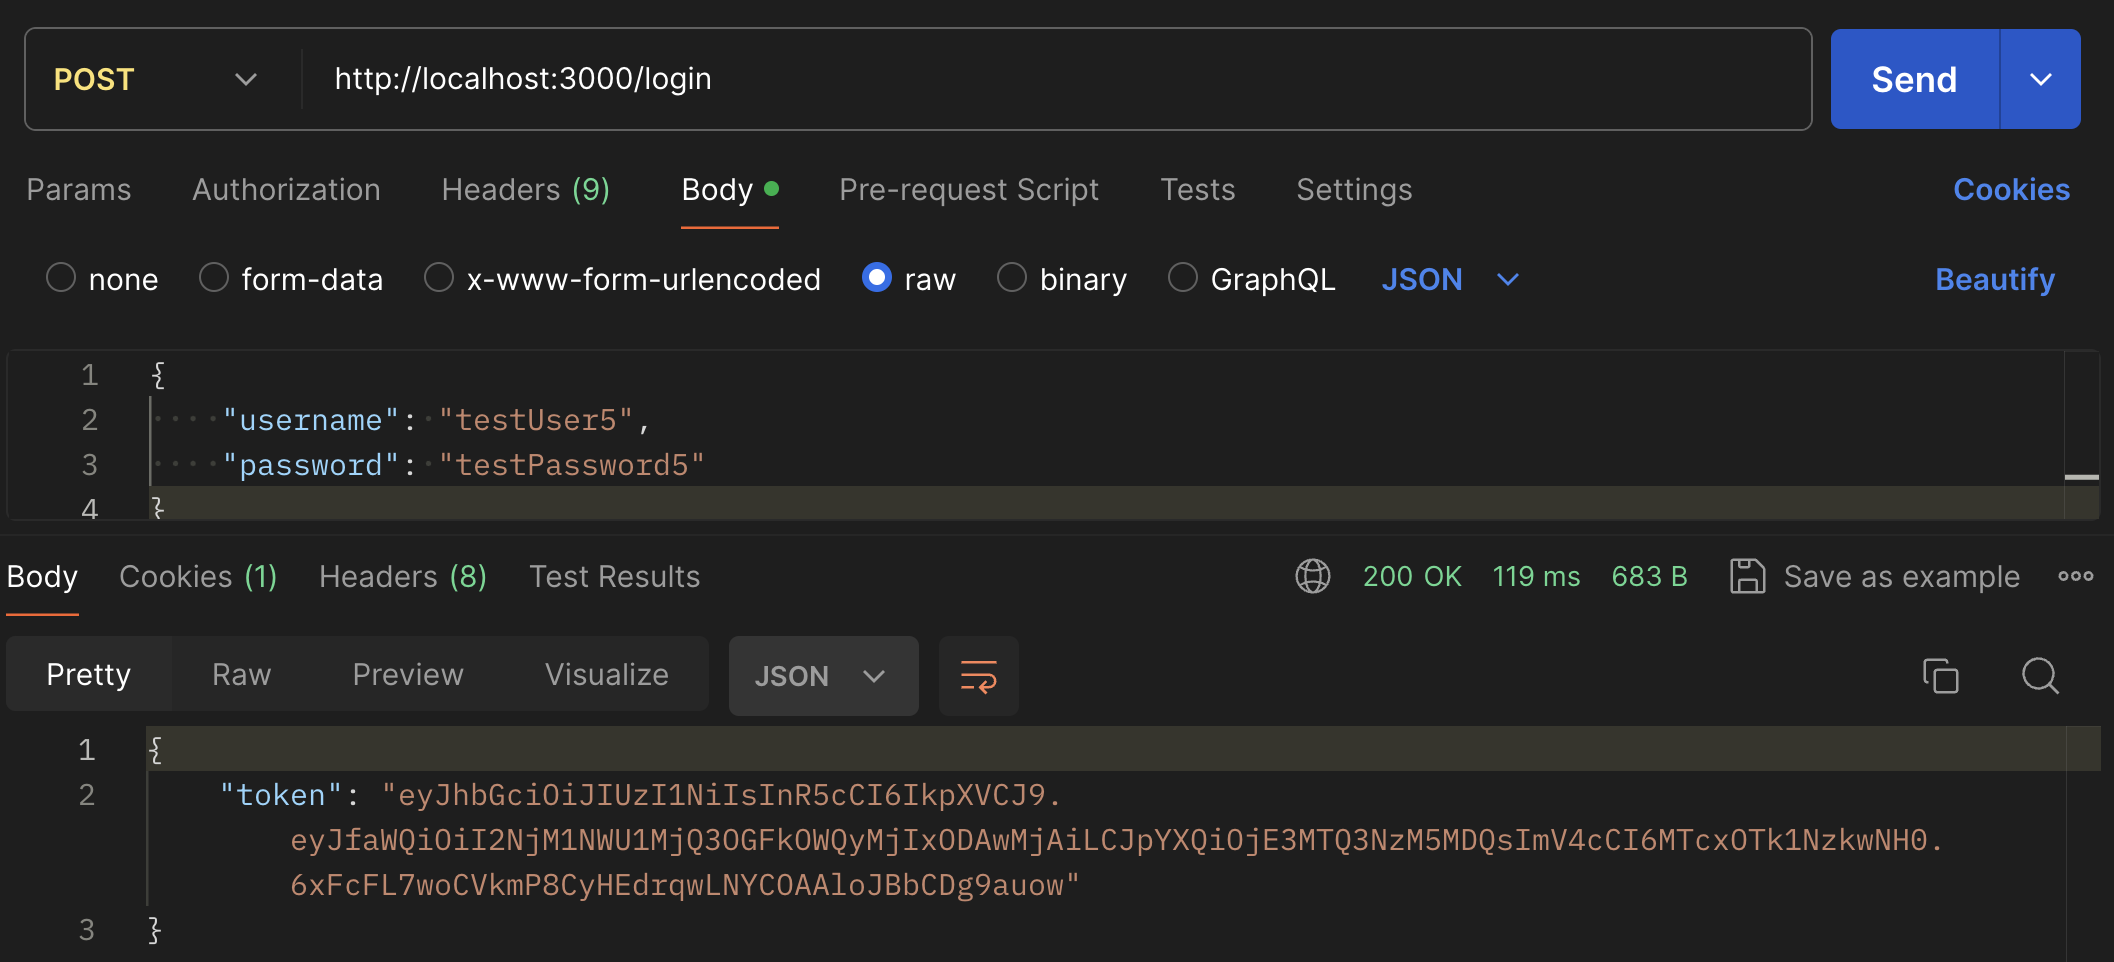 POST http://localhost:3000/login Send
Params Authorization Headers (9) Body Pre-request Script Tests Settings Cookies
none form-data x-www-form-urlencoded raw binary GraphQL JSON Beautify
1 {
2 "username": "testUser5",
3 "password": "testPassword5"
4 }
Body Cookies (1) Headers (8) Test Results 200 OK 119 ms 683 B Save as example
Pretty Raw Preview Visualize JSON
1 {
2 "token": "eyJhbGciOiJIUzI1NiIsInR5cCI6IkpXVCJ9.
eyJfaWQiOiI2NjM1NWU1MjQ3OGFkOWQyMjIxODAwMjAiLCJpYXQiOjE3MTQ3NzM5MDQsImV4cCI6MTcxOTk1NzkwNH0.
6xFcFL7woCVkmP8CyHEdrqwLNYCOAAloJBbCDg9auow"
3 }